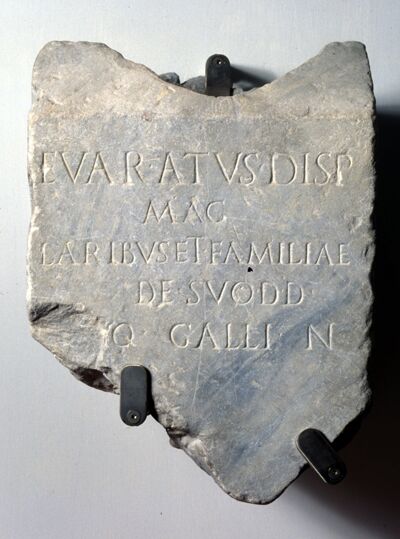 EVARATVS·DISP
MAG
LARIBVS ET FAMILIAE
DE·SVO D D
Q GALLI N